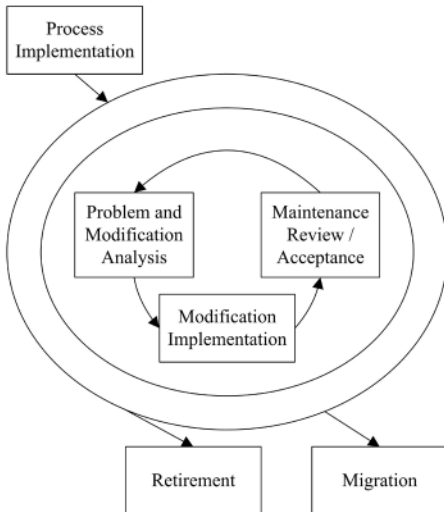 Process
Implementation
Problem and
Modification
Analysis
Maintenance
Review /
Acceptance
Modification
Implementation
Retirement
Migration